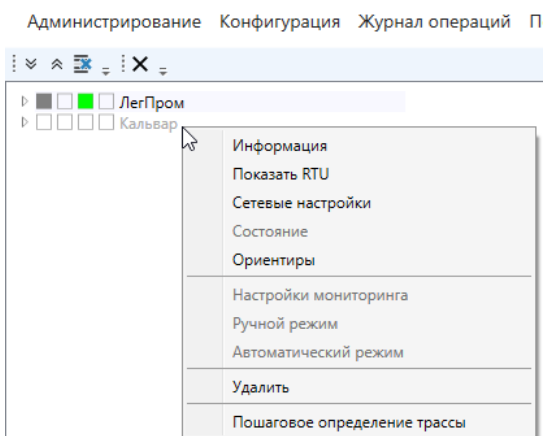 Администрирование Конфигурация Журнал операций П
ЛегПром
Кальвар
Информация
Показать RTU
Сетевые настройки
Состояние
Ориентиры
Настройки мониторинга
Ручной режим
Автоматический режим
Удалить
Пошаговое определение трассы